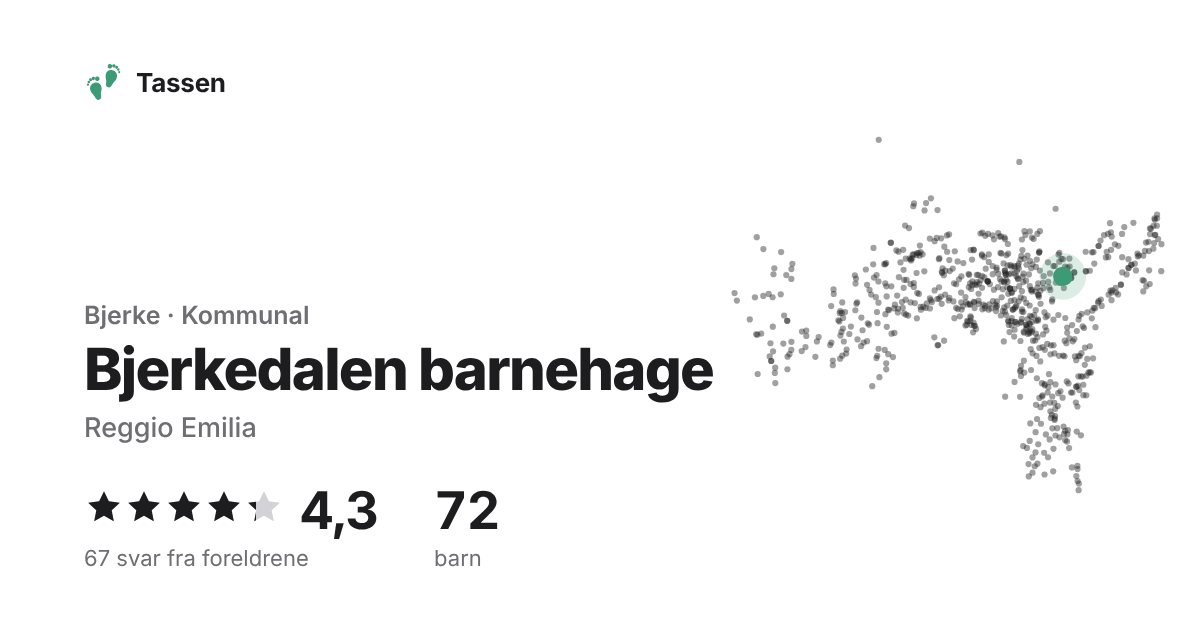 Tassen
Bjerke · Kommunal
Bjerkedalen barnehage
Reggio Emilia
4,3
72
67 svar fra foreldrene
barn